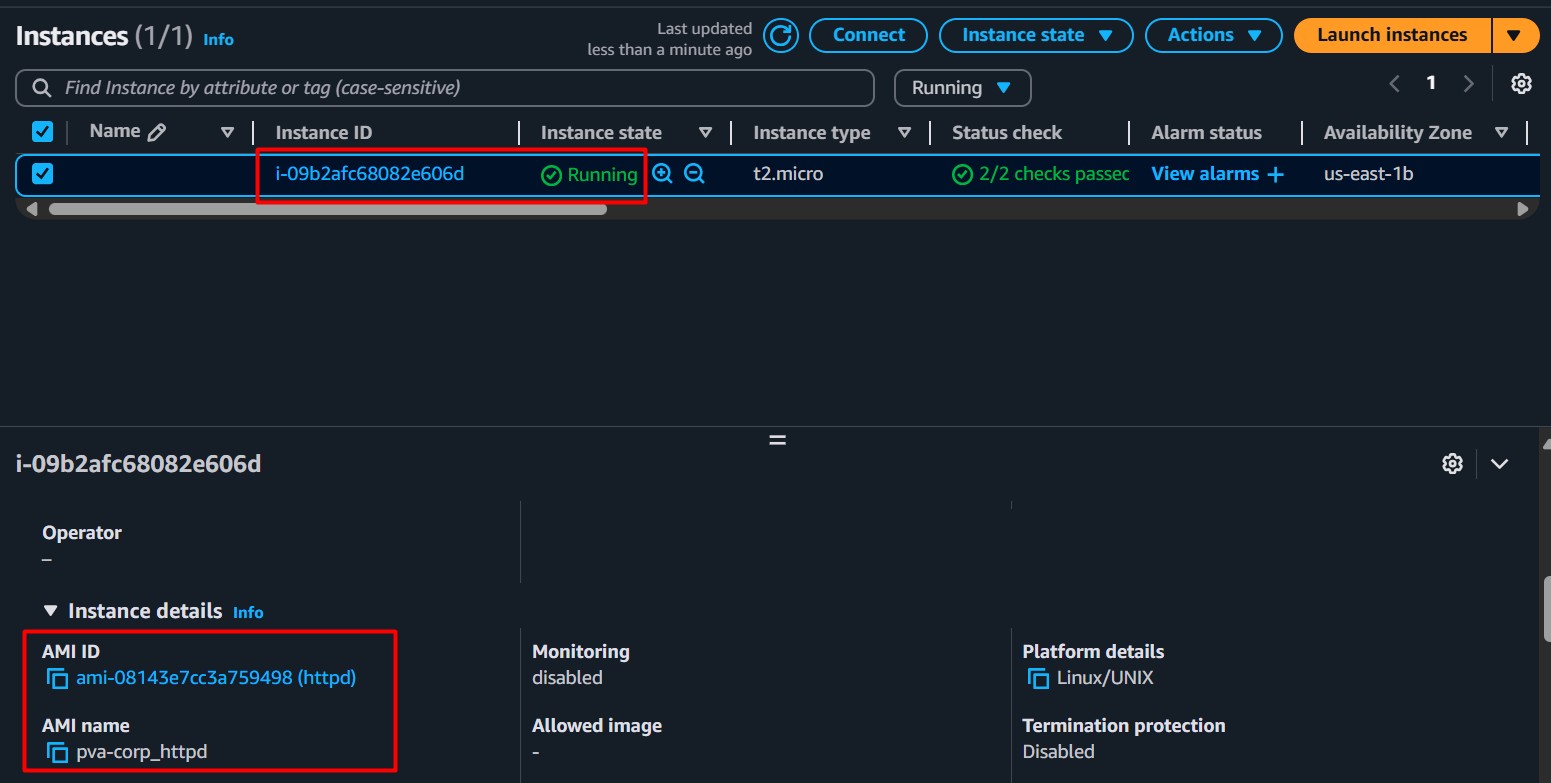 Instances (1/1) Info
Last updated
less than a minute ago
Connect
Instance state
Actions
Launch instances
Find Instance by attribute or tag (case-sensitive)
Running
1
Name
Instance ID
Instance state
Instance type
Status check
Alarm status
Availability Zone
i-09b2afc68082e606d
Running
t2.micro
2/2 checks passec
View alarms +
us-east-1b
i-09b2afc68082e606d
Operator
–
Instance details Info
AMI ID
ami-08143e7cc3a759498 (httpd)
AMI name
pva-corp_httpd
Monitoring
disabled
Allowed image
-
Platform details
Linux/UNIX
Termination protection
Disabled